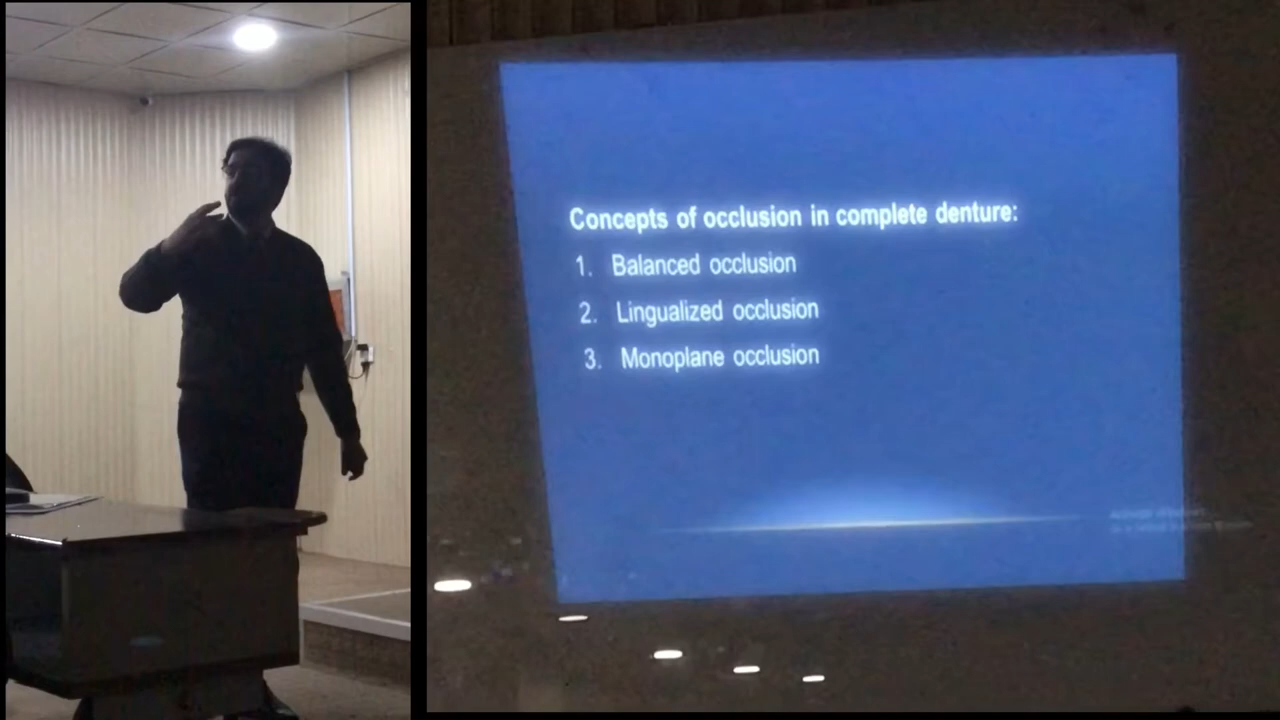 Concepts of occlusion in complete denture:
1. Balanced occlusion
2. Lingualized occlusion
3. Monoplane occlusion